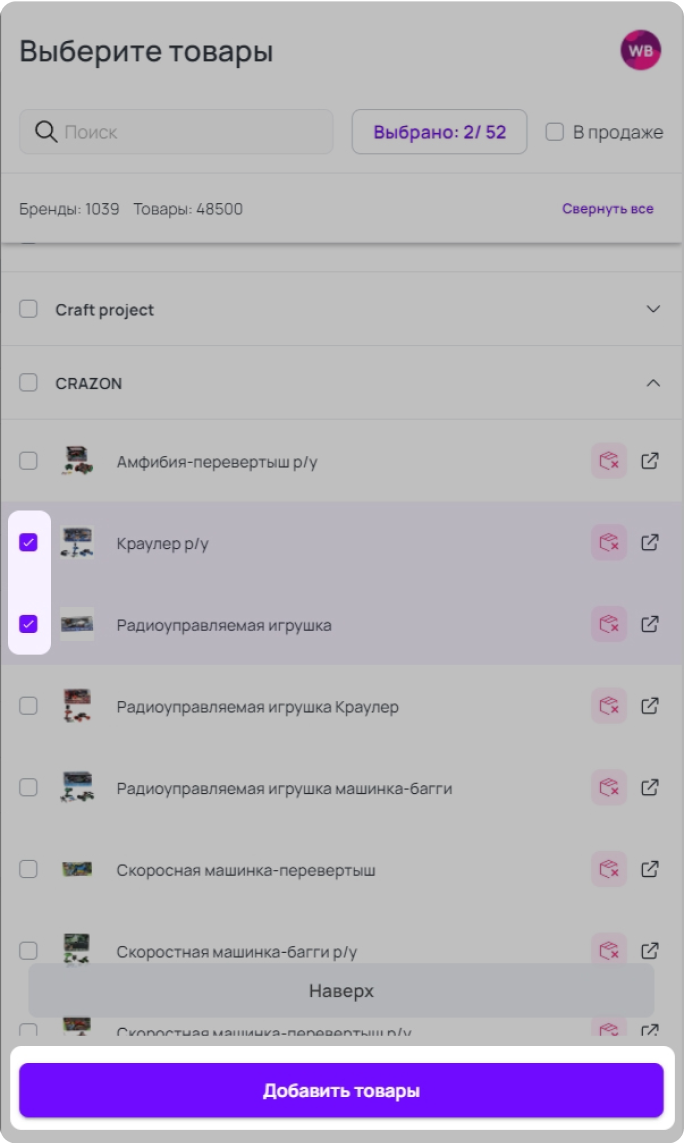 Выберите товары
WB
Поиск
Выбрано: 2/ 52
В продаже
Бренды: 1039 Товары: 48500
Свернуть все
Craft project
CRAZON
Амфибия-перевертыш р/у
Краулер р/у
Радиоуправляемая игрушка
Радиоуправляемая игрушка Краулер
Радиоуправляемая игрушка машинка-багги
Скоросная машинка-перевертыш
Скоростная машинка-багги р/у
Наверх
Скоростная машинка-перевертыш р/у
Добавить товары